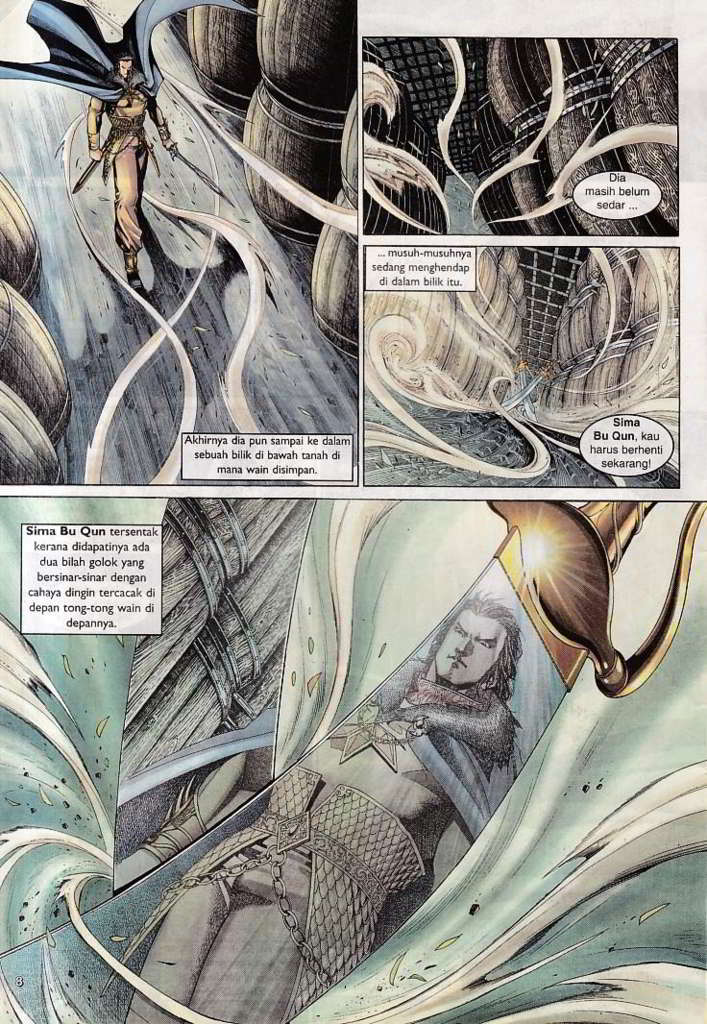 Akhirnya dia pun sampai ke dalam
sebuah bilik di bawah tanah di
mana wain disimpan.
Dia
masih belum
sedar ...
... musuh-musuhnya
sedang menghendap
di dalam bilik itu.
Sima
Bu Qun, kau
harus berhenti
sekarang!
Sima Bu Qun tersentak
kerana didapatinya ada
dua bilah golok yang
bersinar-sinar dengan
cahaya dingin tercacak di
depan tong-tong wain di
depannya.
8